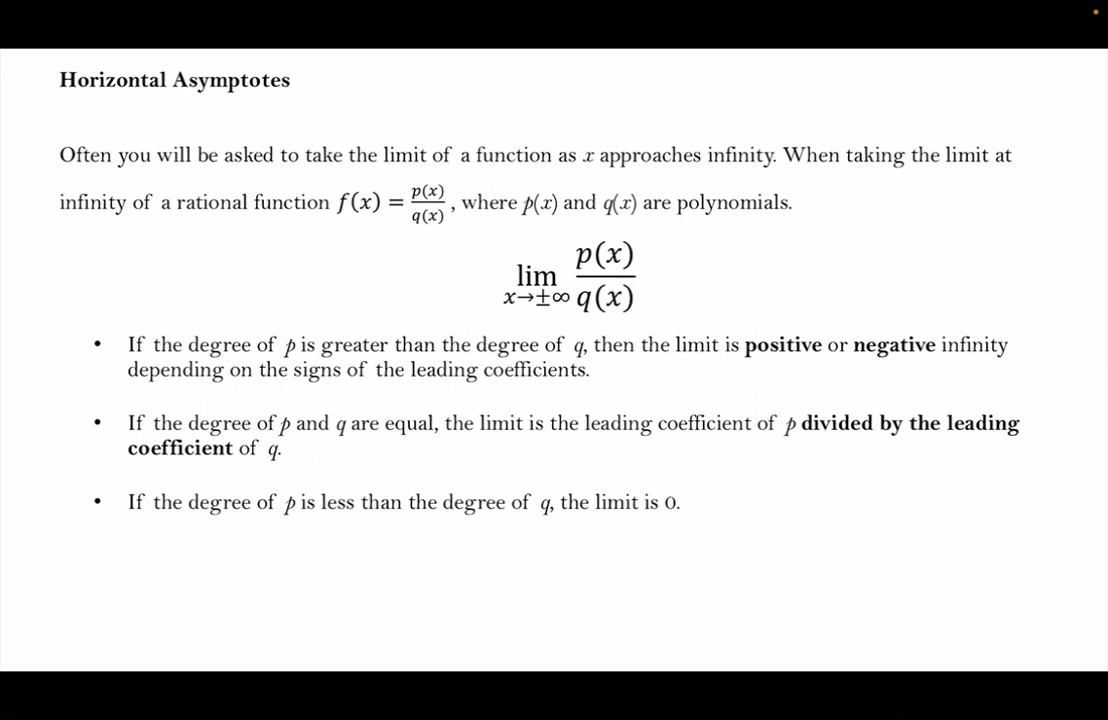 Horizontal Asymptotes
Often you will be asked to take the limit of a function as x approaches infinity. When taking the limit at
infinity of a rational function f(x) = p(x)/q(x), where p(x) and q(x) are polynomials.
lim x→±∞ p(x)/q(x)
• If the degree of p is greater than the degree of q, then the limit is positive or negative infinity
depending on the signs of the leading coefficients.
• If the degree of p and q are equal, the limit is the leading coefficient of p divided by the leading
coefficient of q.
• If the degree of p is less than the degree of q, the limit is 0.